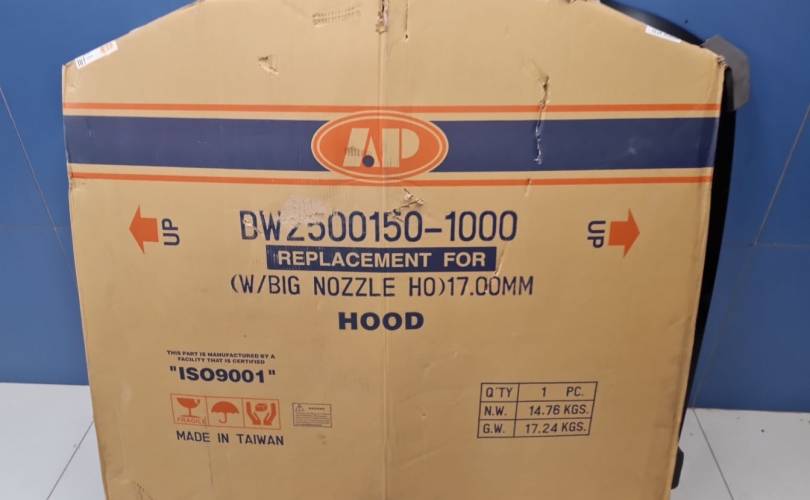 AP
UP
BW2500150-1000
UP
REPLACEMENT FOR
(W/BIG NOZZLE HO)17.00MM
HOOD
THIS PART IS MANUFACTURED BY A
FACILITY THAT IS CERTIFIED
"ISO9001"
FRAGILE
MADE IN TAIWAN
Q'TY 1 PC.
N.W. 14.76 KGS.
G.W. 17.24 KGS.